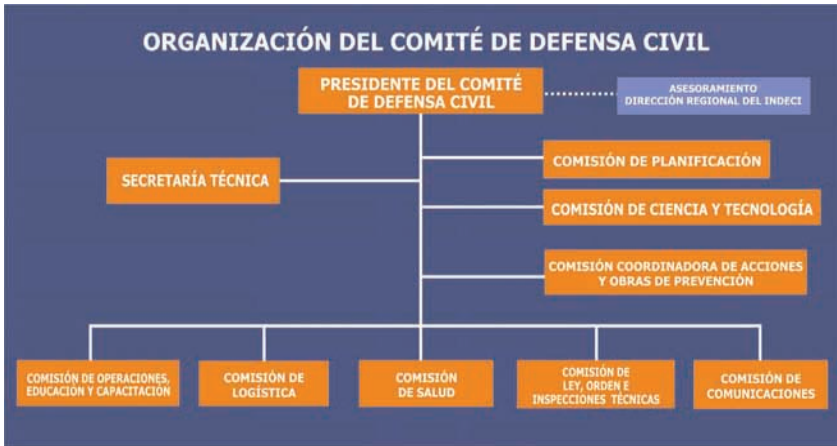 ORGANIZACIÓN DEL COMITÉ DE DEFENSA CIVIL
PRESIDENTE DEL COMITÉ
DE DEFENSA CIVIL
ASESORAMIENTO
DIRECCIÓN REGIONAL DEL INDECI
COMISIÓN DE PLANIFICACIÓN
SECRETARÍA TÉCNICA
COMISIÓN DE CIENCIA Y TECNOLOGÍA
COMISIÓN COORDINADORA DE ACCIONES
Y OBRAS DE PREVENCIÓN
COMISIÓN DE OPERACIONES,
EDUCACIÓN Y CAPACITACIÓN
COMISIÓN DE
LOGÍSTICA
COMISIÓN
DE SALUD
COMISIÓN DE
LEY, ORDEN E
INSPECCIONES TÉCNICAS
COMISIÓN DE
COMUNICACIONES